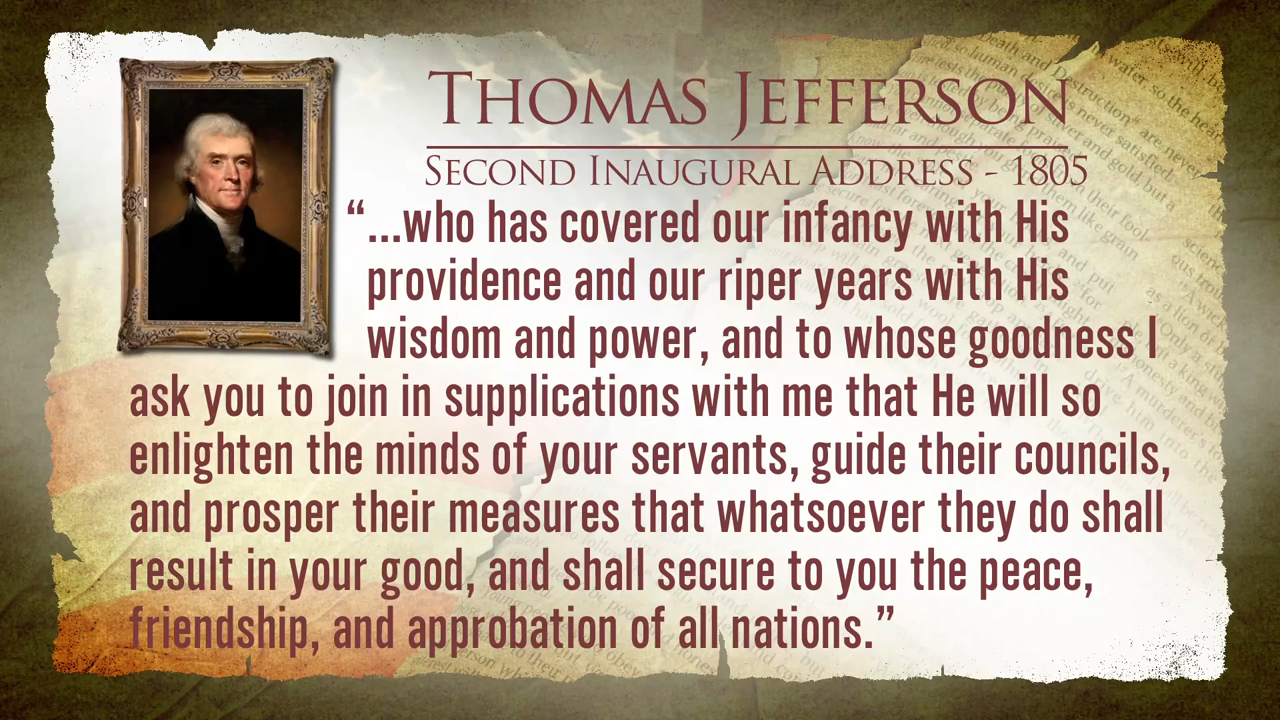 THOMAS JEFFERSON
SECOND INAUGURAL ADDRESS - 1805
“...who has covered our infancy with His
providence and our riper years with His
wisdom and power, and to whose goodness I
ask you to join in supplications with me that He will so
enlighten the minds of your servants, guide their councils,
and prosper their measures that whatsoever they do shall
result in your good, and shall secure to you the peace,
friendship, and approbation of all nations.”